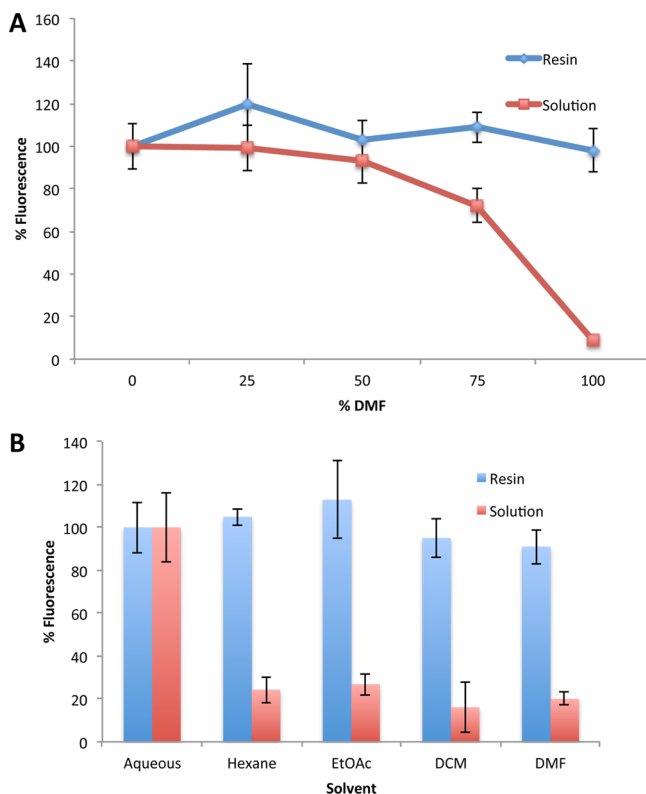 A
160
140
120
100
80
60
40
20
0
% Fluorescence
Resin
Solution
0 25 50 75 100
% DMF
B
140
120
100
80
60
40
20
0
% Fluorescence
Resin
Solution
Aqueous Hexane EtOAc DCM DMF
Solvent